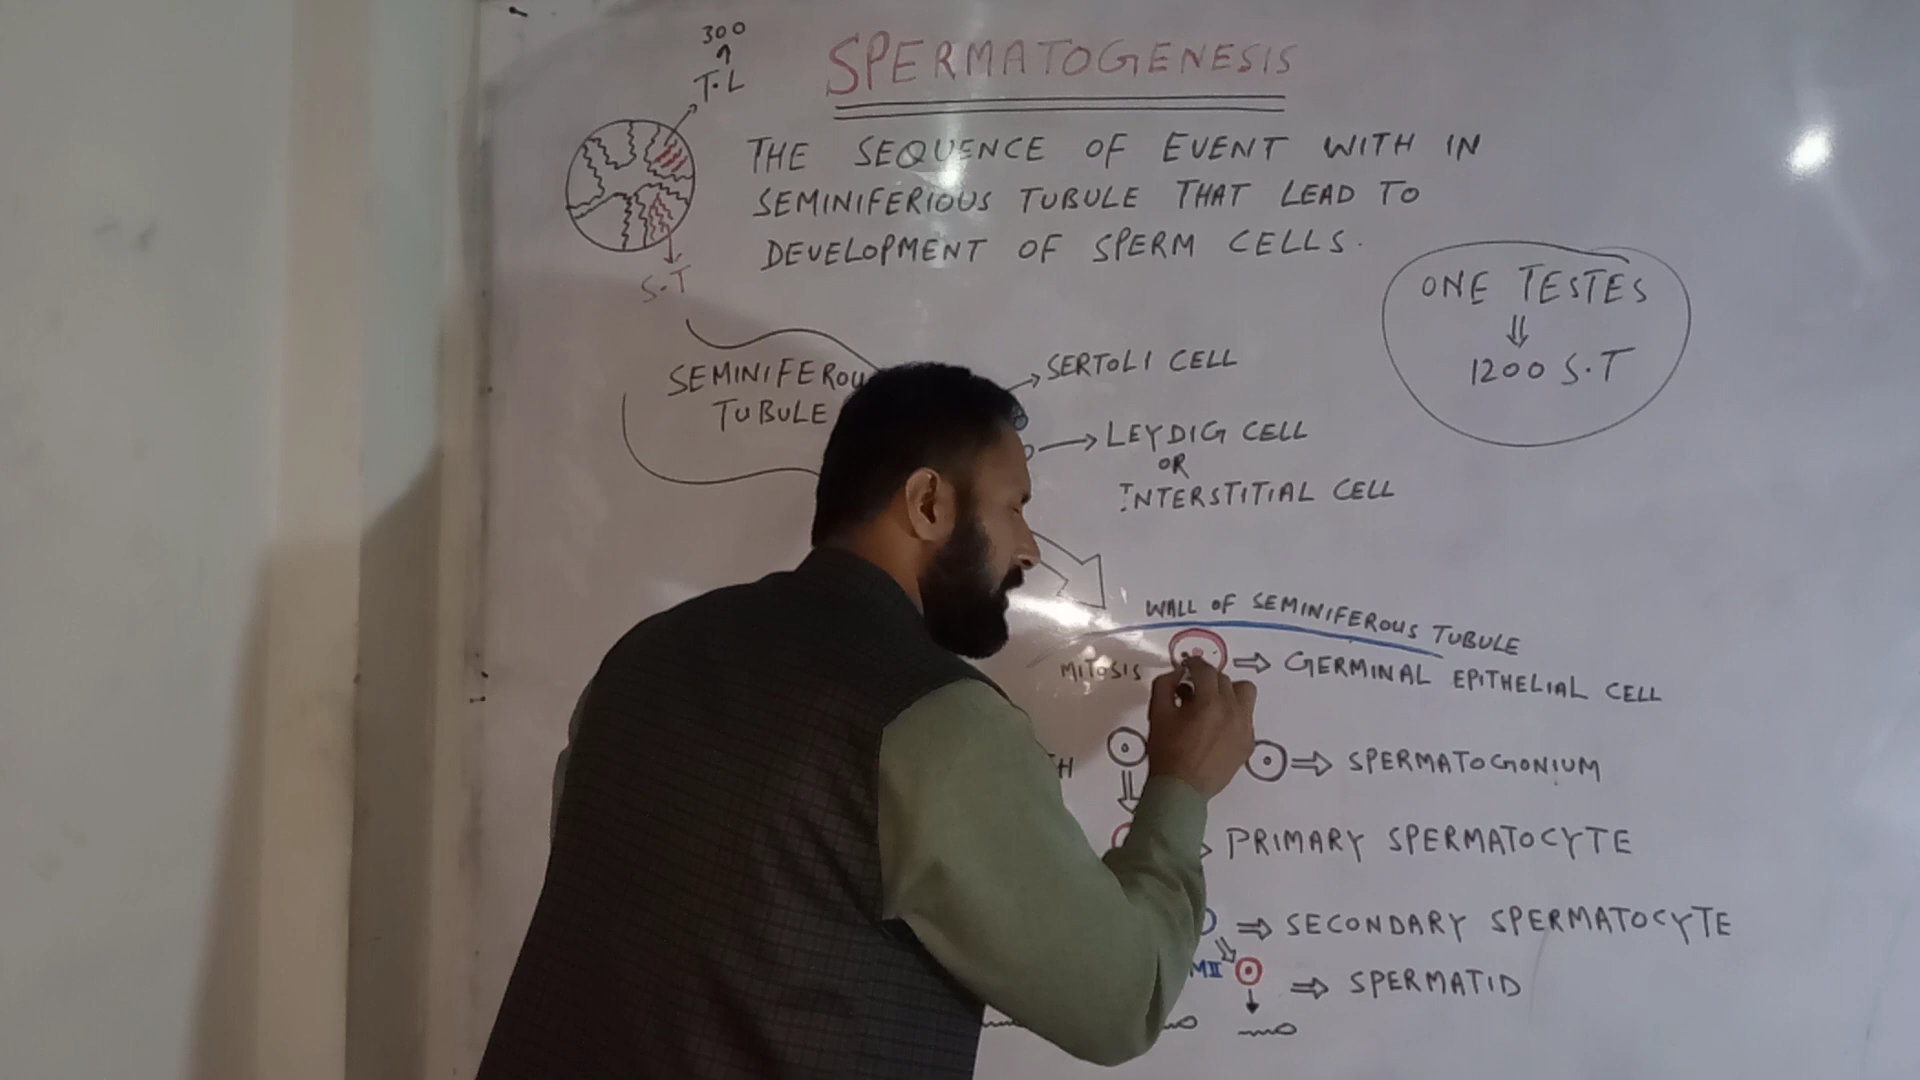 300
T.L
SPERMATOGENESIS
THE SEQUENCE OF EVENT WITH IN
SEMINIFERIOUS TUBULE THAT LEAD TO
DEVELOPMENT OF SPERM CELLS.
S.T
ONE TESTES
1200 S.T
SEMINIFEROU
TUBULE
SERTOLI CELL
LEYDIG CELL
OR
INTERSTITIAL CELL
WALL OF SEMINIFEROUS TUBULE
MITOSIS
GERMINAL EPITHELIAL CELL
SPERMATOGONIUM
PRIMARY SPERMATOCYTE
SECONDARY SPERMATOCYTE
MII
SPERMATID